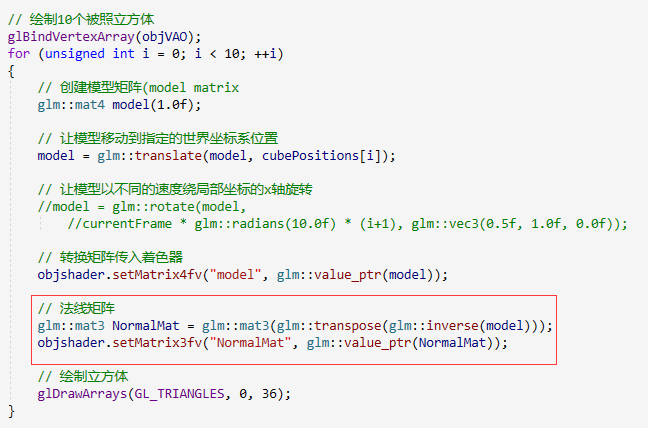 // 绘制10个被照立方体
glBindVertexArray(objVAO);
for (unsigned int i = 0; i < 10; ++i)
{
// 创建模型矩阵(model matrix
glm::mat4 model(1.0f);
// 让模型移动到指定的世界坐标系位置
model = glm::translate(model, cubePositions[i]);
// 让模型以不同的速度绕局部坐标的x轴旋转
//model = glm::rotate(model,
//currentFrame * glm::radians(10.0f) * (i+1), glm::vec3(0.5f, 1.0f, 0.0f));
// 转换矩阵传入着色器
objshader.setMatrix4fv("model", glm::value_ptr(model));
// 法线矩阵
glm::mat3 NormalMat = glm::mat3(glm::transpose(glm::inverse(model)));
objshader.setMatrix3fv("NormalMat", glm::value_ptr(NormalMat));
// 绘制立方体
glDrawArrays(GL_TRIANGLES, 0, 36);
}